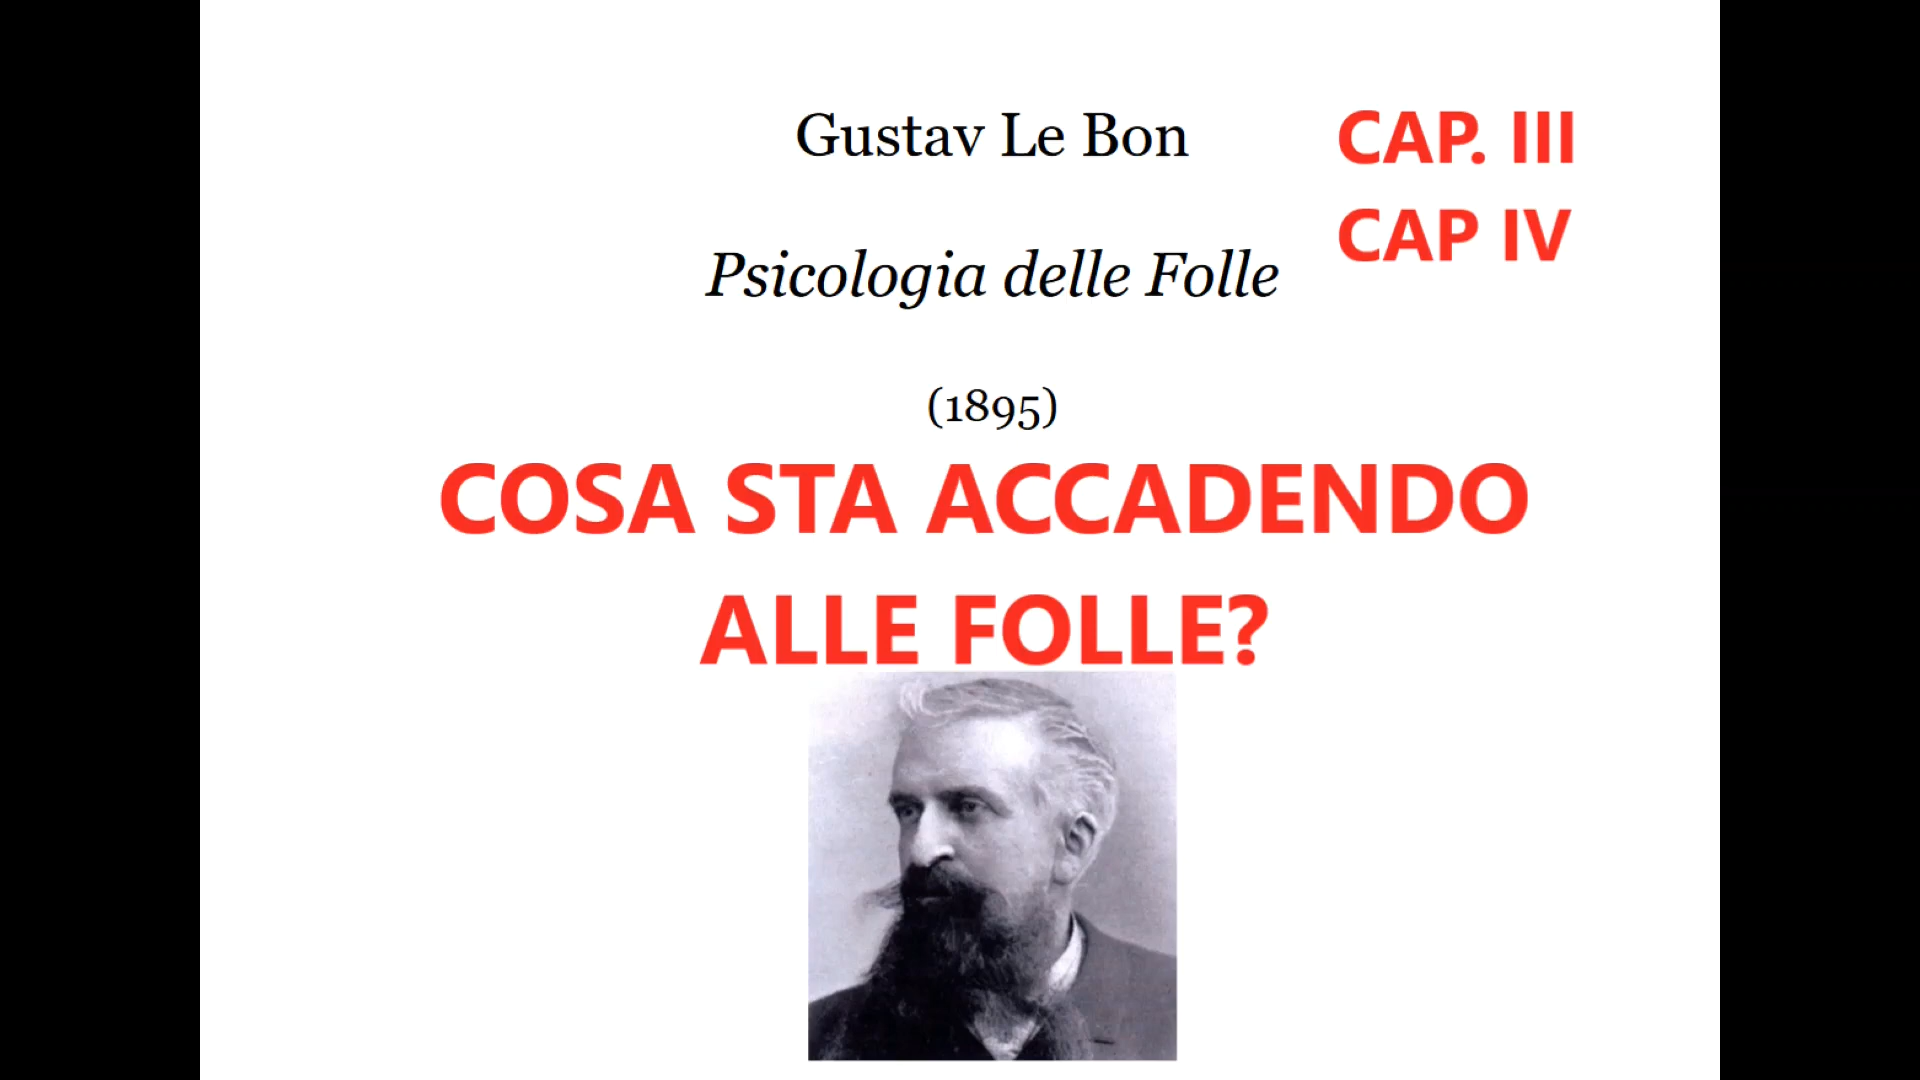 Gustav Le Bon
CAP. III
Psicologia delle Folle
CAP IV
(1895)
COSA STA ACCADENDO
ALLE FOLLE?